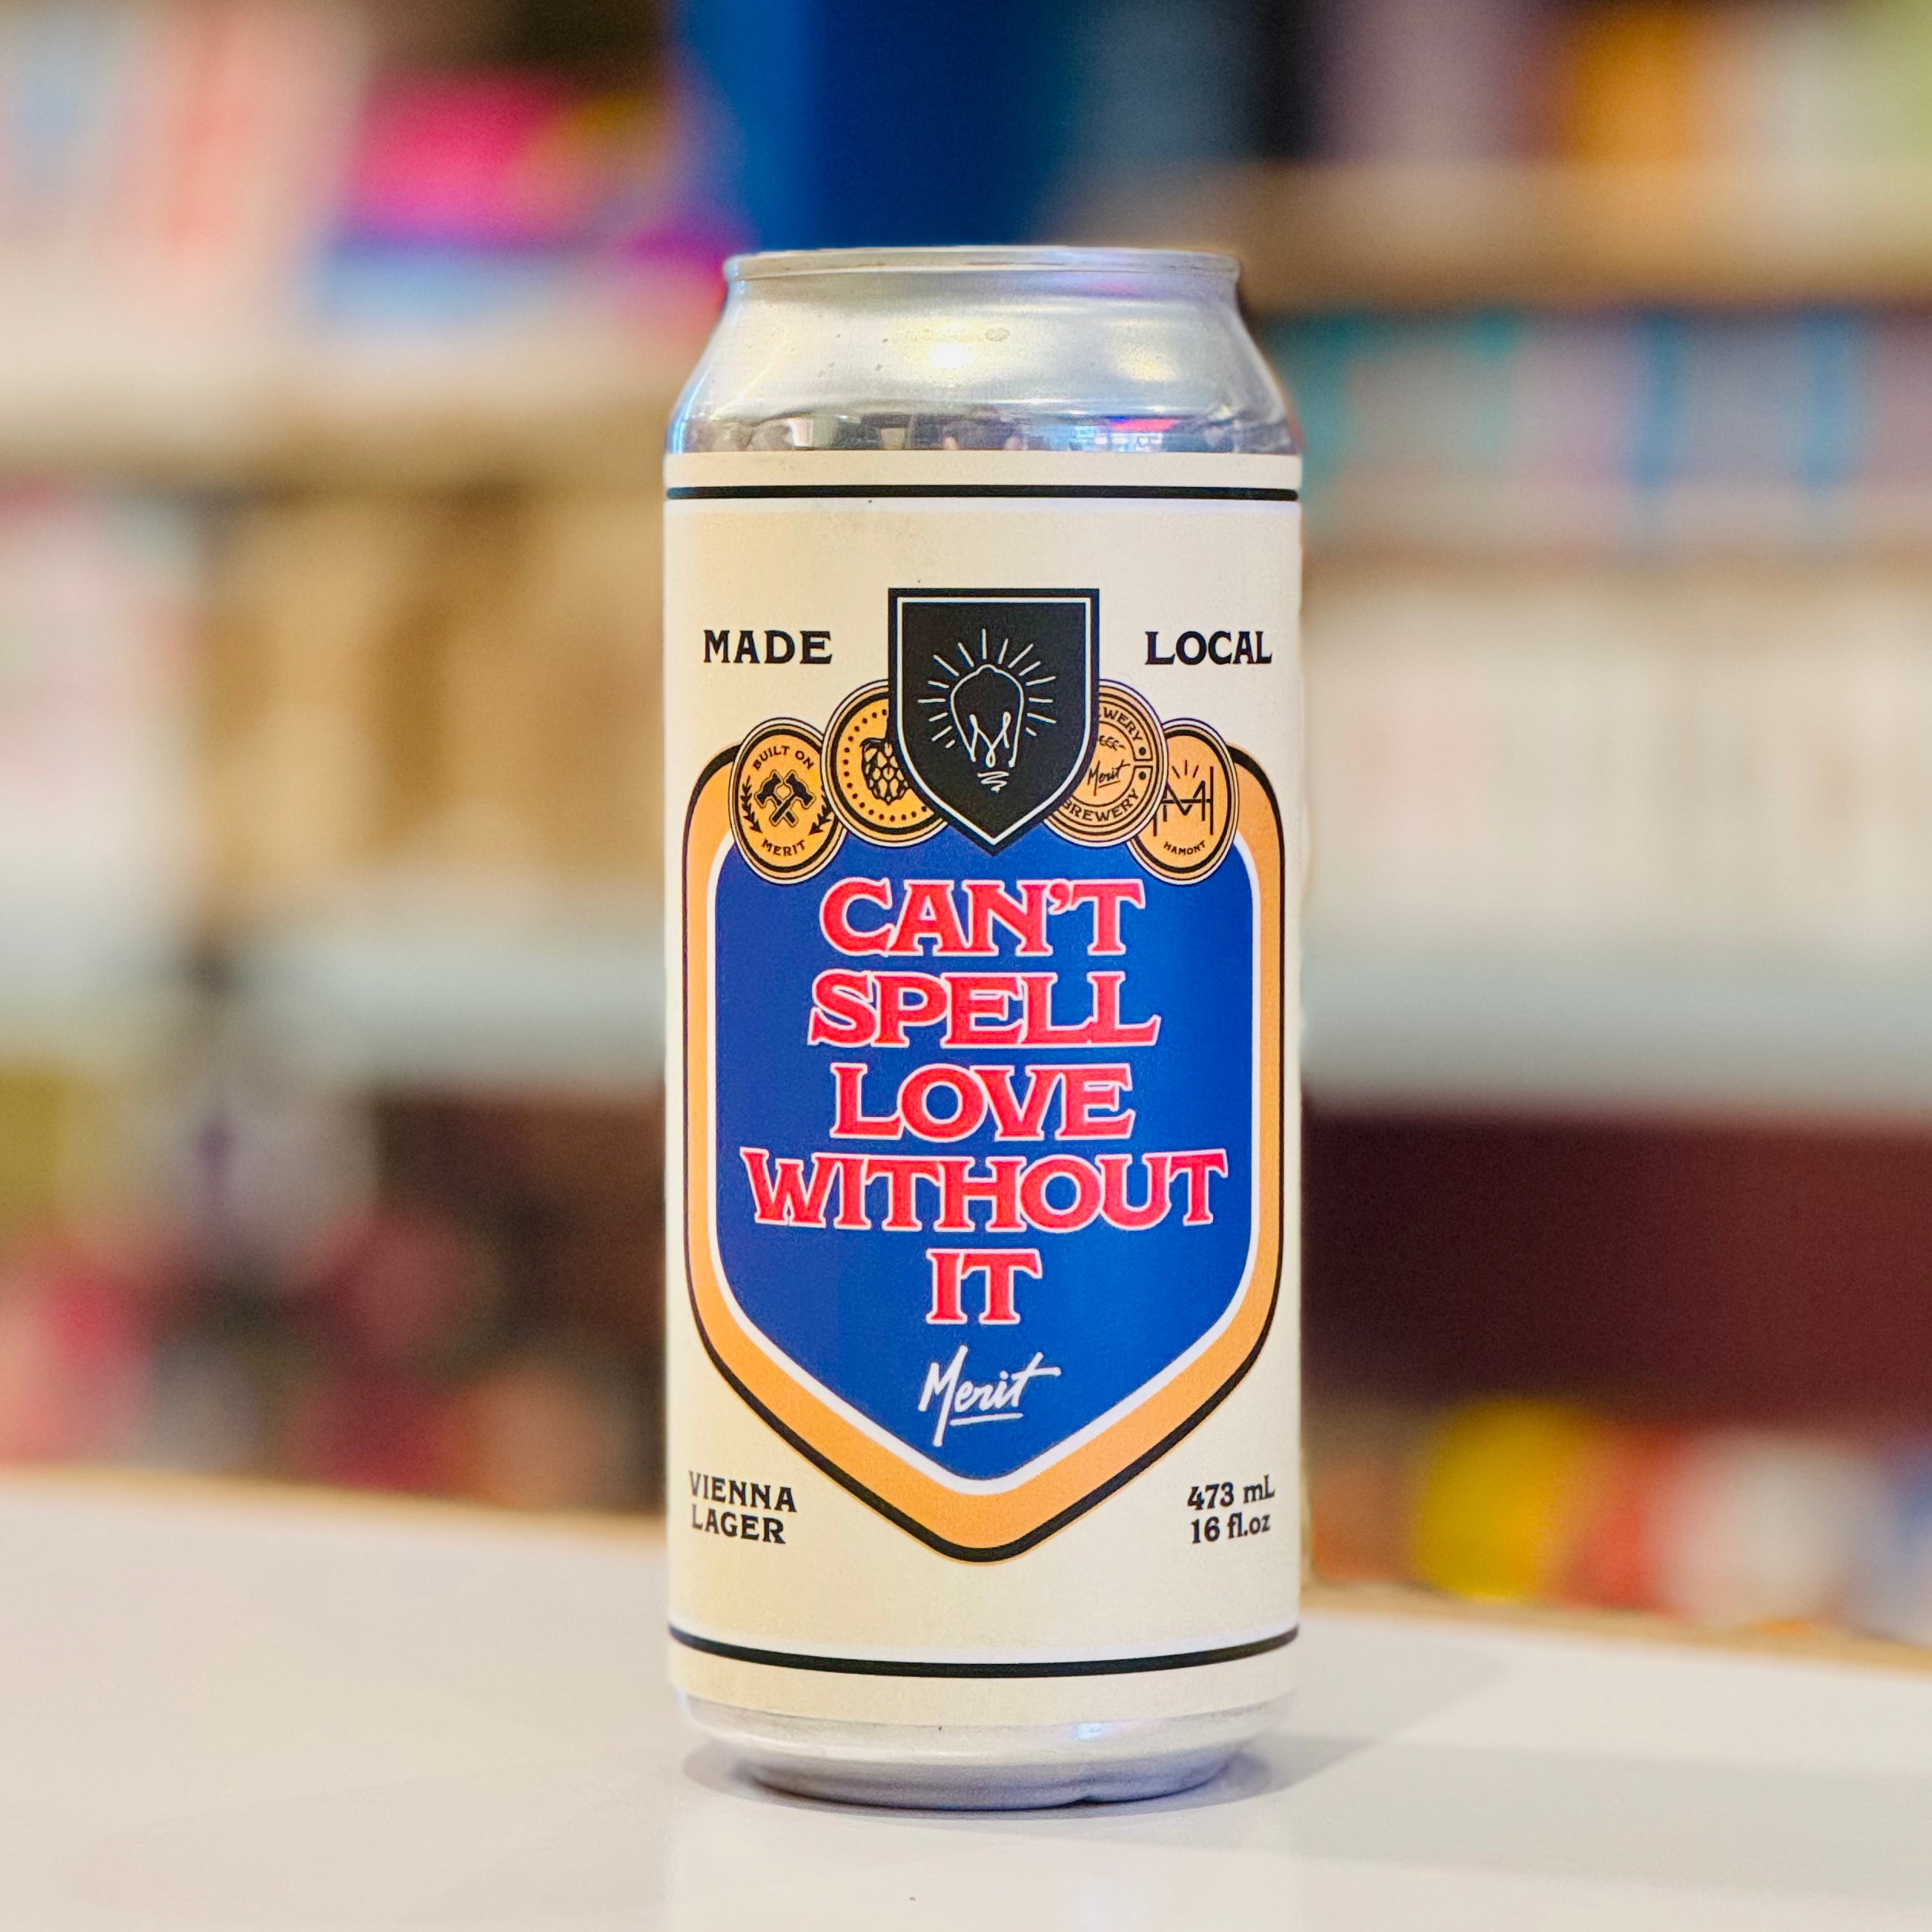 MADE
LOCAL
BUILT ON
MERIT
Merit
BREWERY
HAMONT
CAN'T
SPELL
LOVE
WITHOUT
IT
Merit
VIENNA
LAGER
473 mL
16 fl.oz